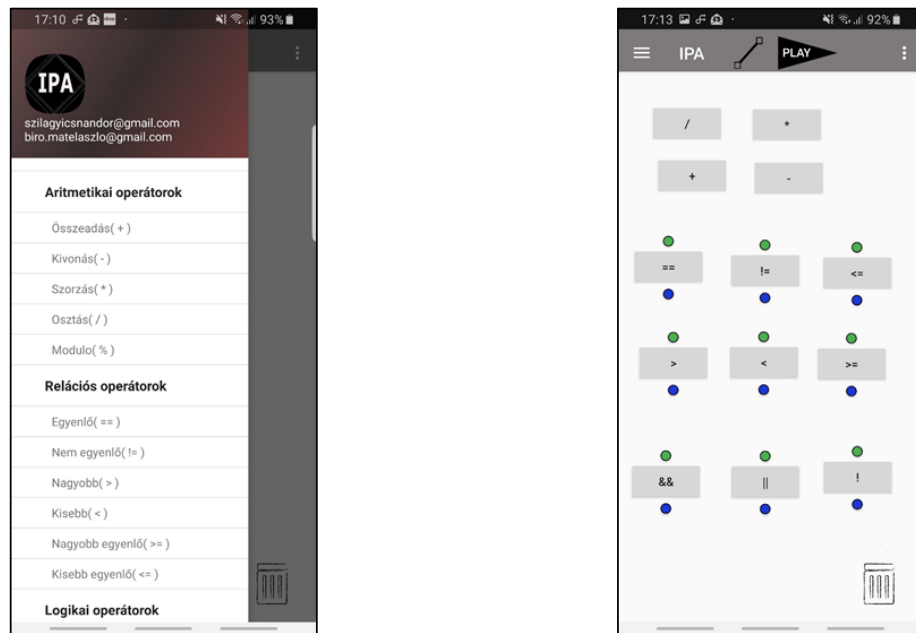 17:10
93%
IPA
szilagyicsnandor@gmail.com
biro.matelaszlo@gmail.com
Aritmetikai operátorok
Összeadás( + )
Kivonás( - )
Szorzás( * )
Osztás( / )
Modulo( % )
Relációs operátorok
Egyenlő( == )
Nem egyenlő( != )
Nagyobb( > )
Kisebb( < )
Nagyobb egyenlő( >= )
Kisebb egyenlő( <= )
Logikai operátorok
17:13
92%
IPA
PLAY
/ *
+ -
== != <=
> < >=
&& || !